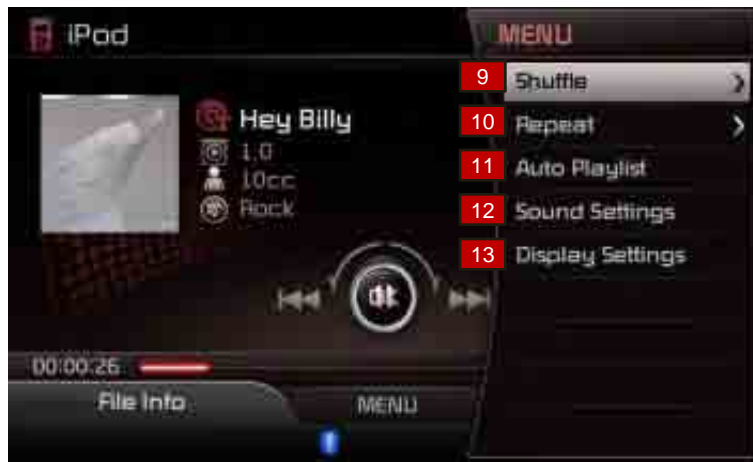 iPod
Hey Billy
1.0
10cc
Rock
00:00:26
File Info
MENU
MENU
9 Shuffle
10 Repeat
11 Auto Playlist
12 Sound Settings
13 Display Settings